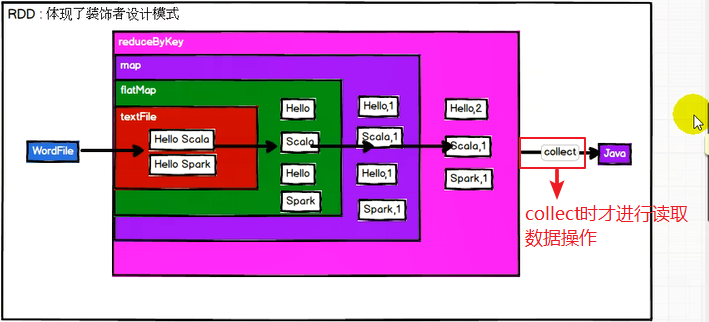 RDD : 体现了装饰者设计模式
reduceByKey
map
flatMap
textFile
WordFile
Hello Scala
Hello Spark
Hello
Scala
Hello
Spark
Hello,1
Scala,1
Hello,1
Spark,1
Hello,2
Scala,1
Spark,1
collect
Java
collect时才进行读取
数据操作